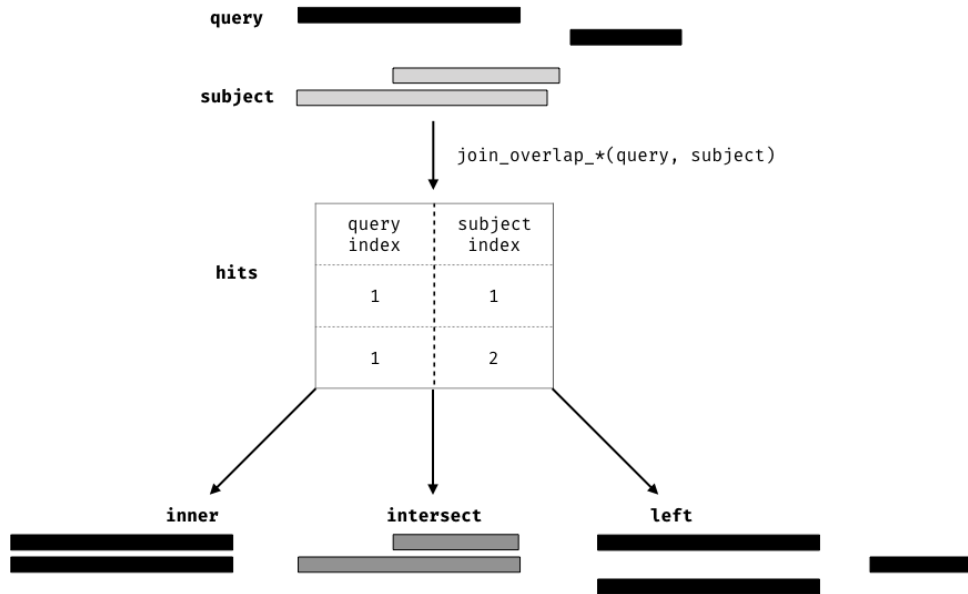 query
subject
join_overlap_*(query, subject)
query subject
index index
hits
1 1
1 2
inner intersect left